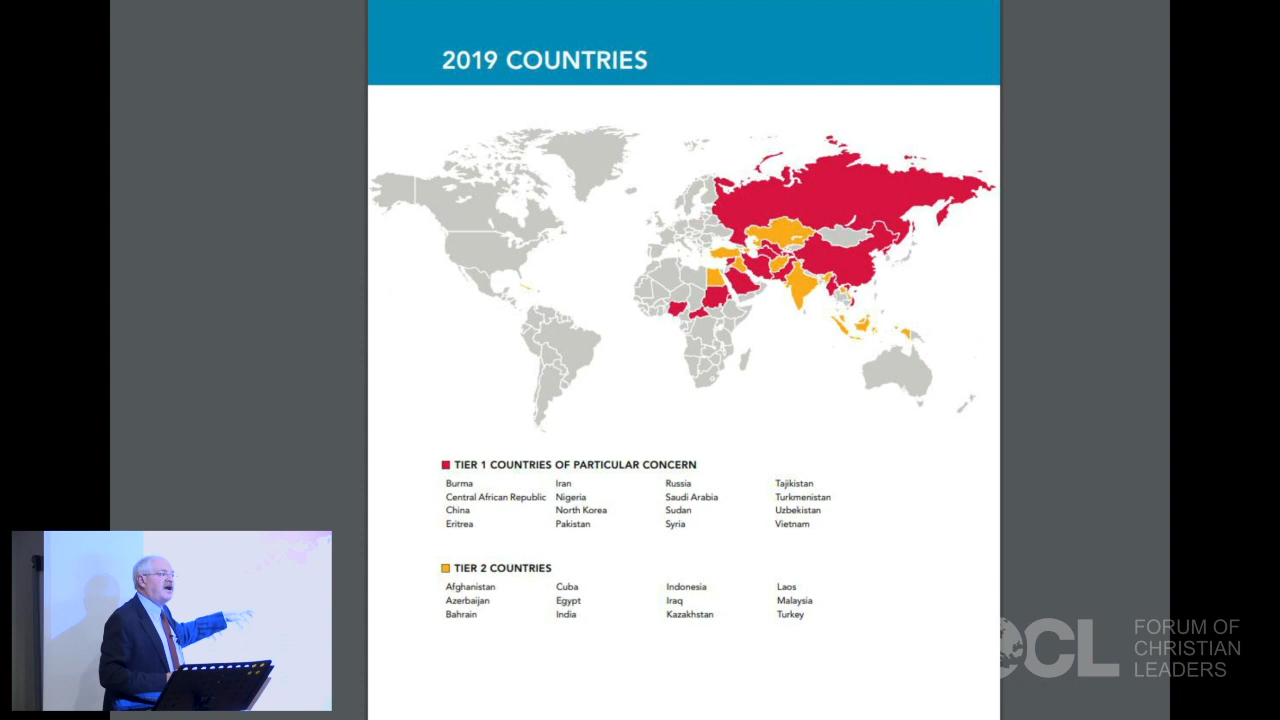 2019 COUNTRIES
TIER 1 COUNTRIES OF PARTICULAR CONCERN
Burma Iran Russia Tajikistan
Central African Republic Nigeria Saudi Arabia Turkmenistan
China North Korea Sudan Uzbekistan
Eritrea Pakistan Syria Vietnam
TIER 2 COUNTRIES
Afghanistan Cuba Indonesia Laos
Azerbaijan Egypt Iraq Malaysia
Bahrain India Kazakhstan Turkey
CL
FORUM OF
CHRISTIAN
LEADERS